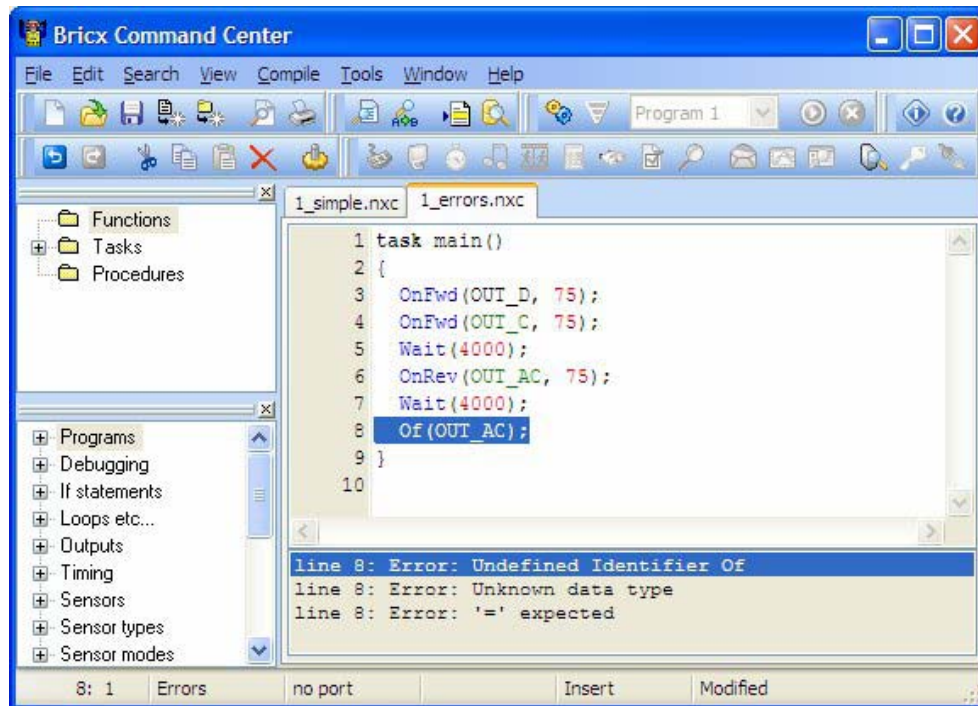 Bricx Command Center
File Edit Search View Compile Tools Window Help
Program 1
Functions
Tasks
Procedures
Programs
Debugging
If statements
Loops etc...
Outputs
Timing
Sensors
Sensor types
Sensor modes
1_simple.nxc 1_errors.nxc
1 task main()
2 {
3 OnFwd(OUT_D, 75);
4 OnFwd(OUT_C, 75);
5 Wait(4000);
6 OnRev(OUT_AC, 75);
7 Wait(4000);
8 Of(OUT_AC);
9 }
10
line 8: Error: Undefined Identifier Of
line 8: Error: Unknown data type
line 8: Error: '=' expected
8: 1 Errors no port Insert Modified